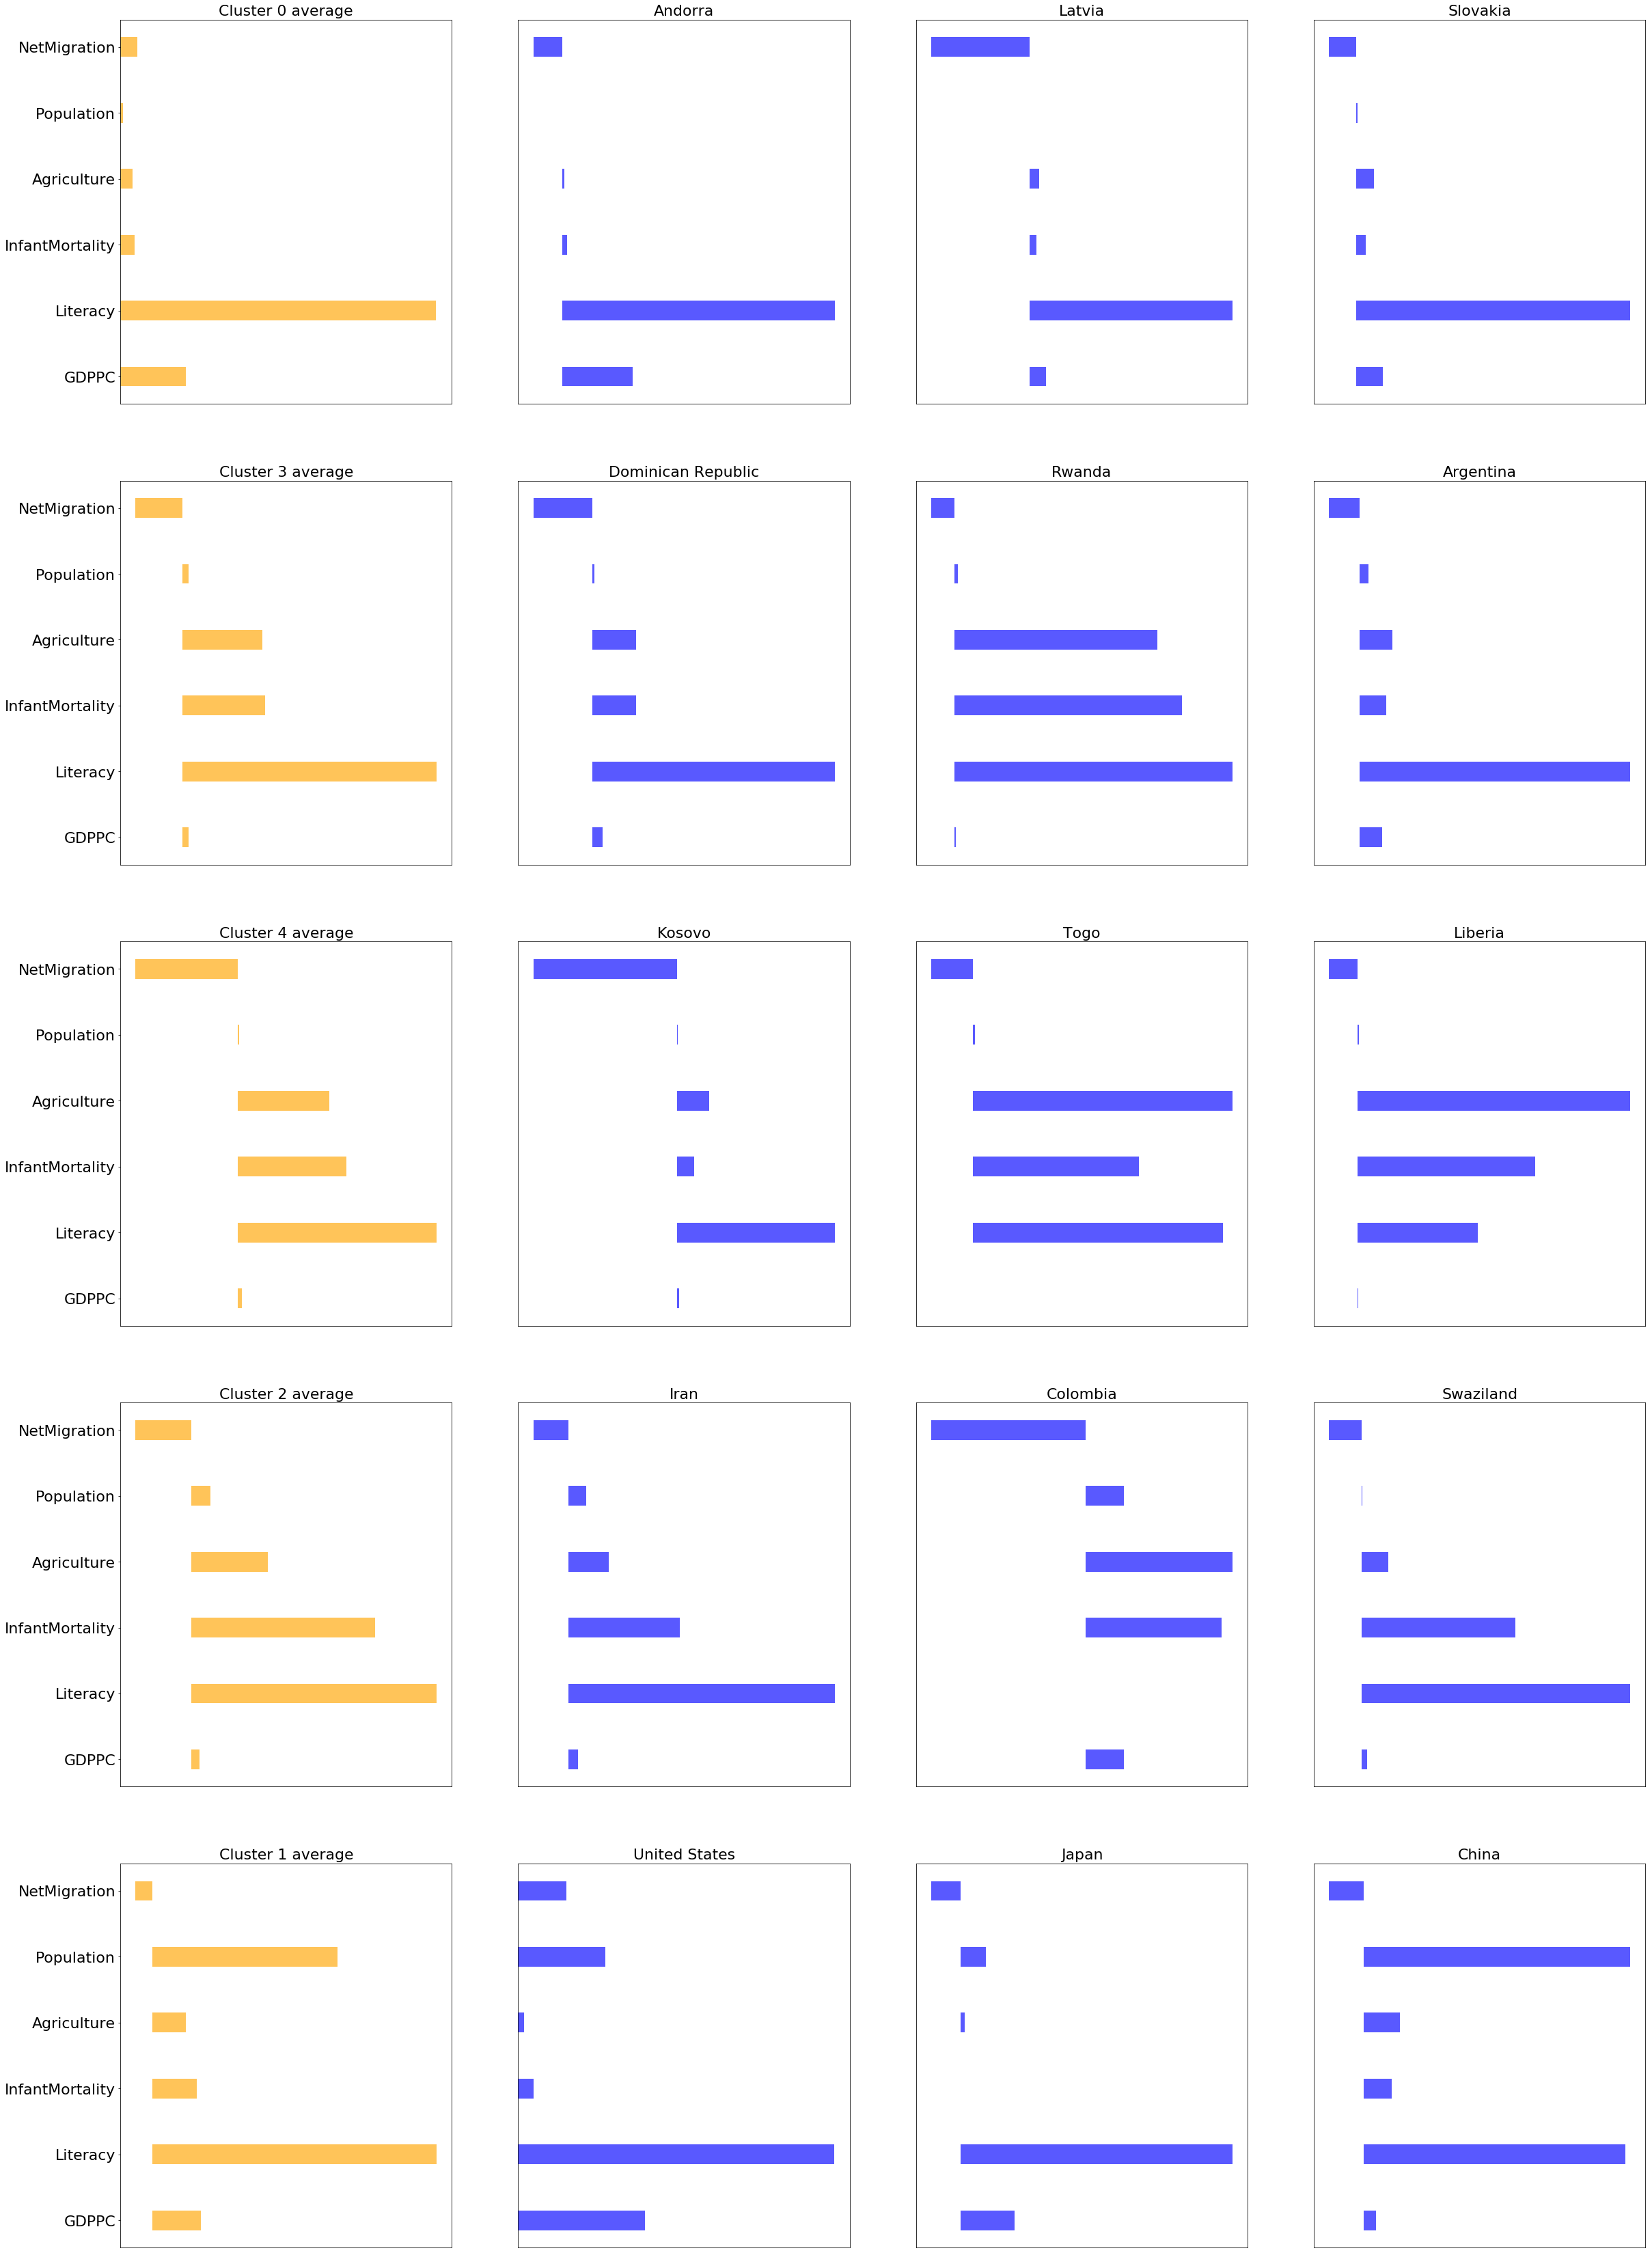 Cluster 0 average
Andorra
Latvia
Slovakia
NetMigration
Population
Agriculture
InfantMortality
Literacy
GDPPC
Cluster 3 average
Dominican Republic
Rwanda
Argentina
NetMigration
Population
Agriculture
InfantMortality
Literacy
GDPPC
Cluster 4 average
Kosovo
Togo
Liberia
NetMigration
Population
Agriculture
InfantMortality
Literacy
GDPPC
Cluster 2 average
Iran
Colombia
Swaziland
NetMigration
Population
Agriculture
InfantMortality
Literacy
GDPPC
Cluster 1 average
United States
Japan
China
NetMigration
Population
Agriculture
InfantMortality
Literacy
GDPPC